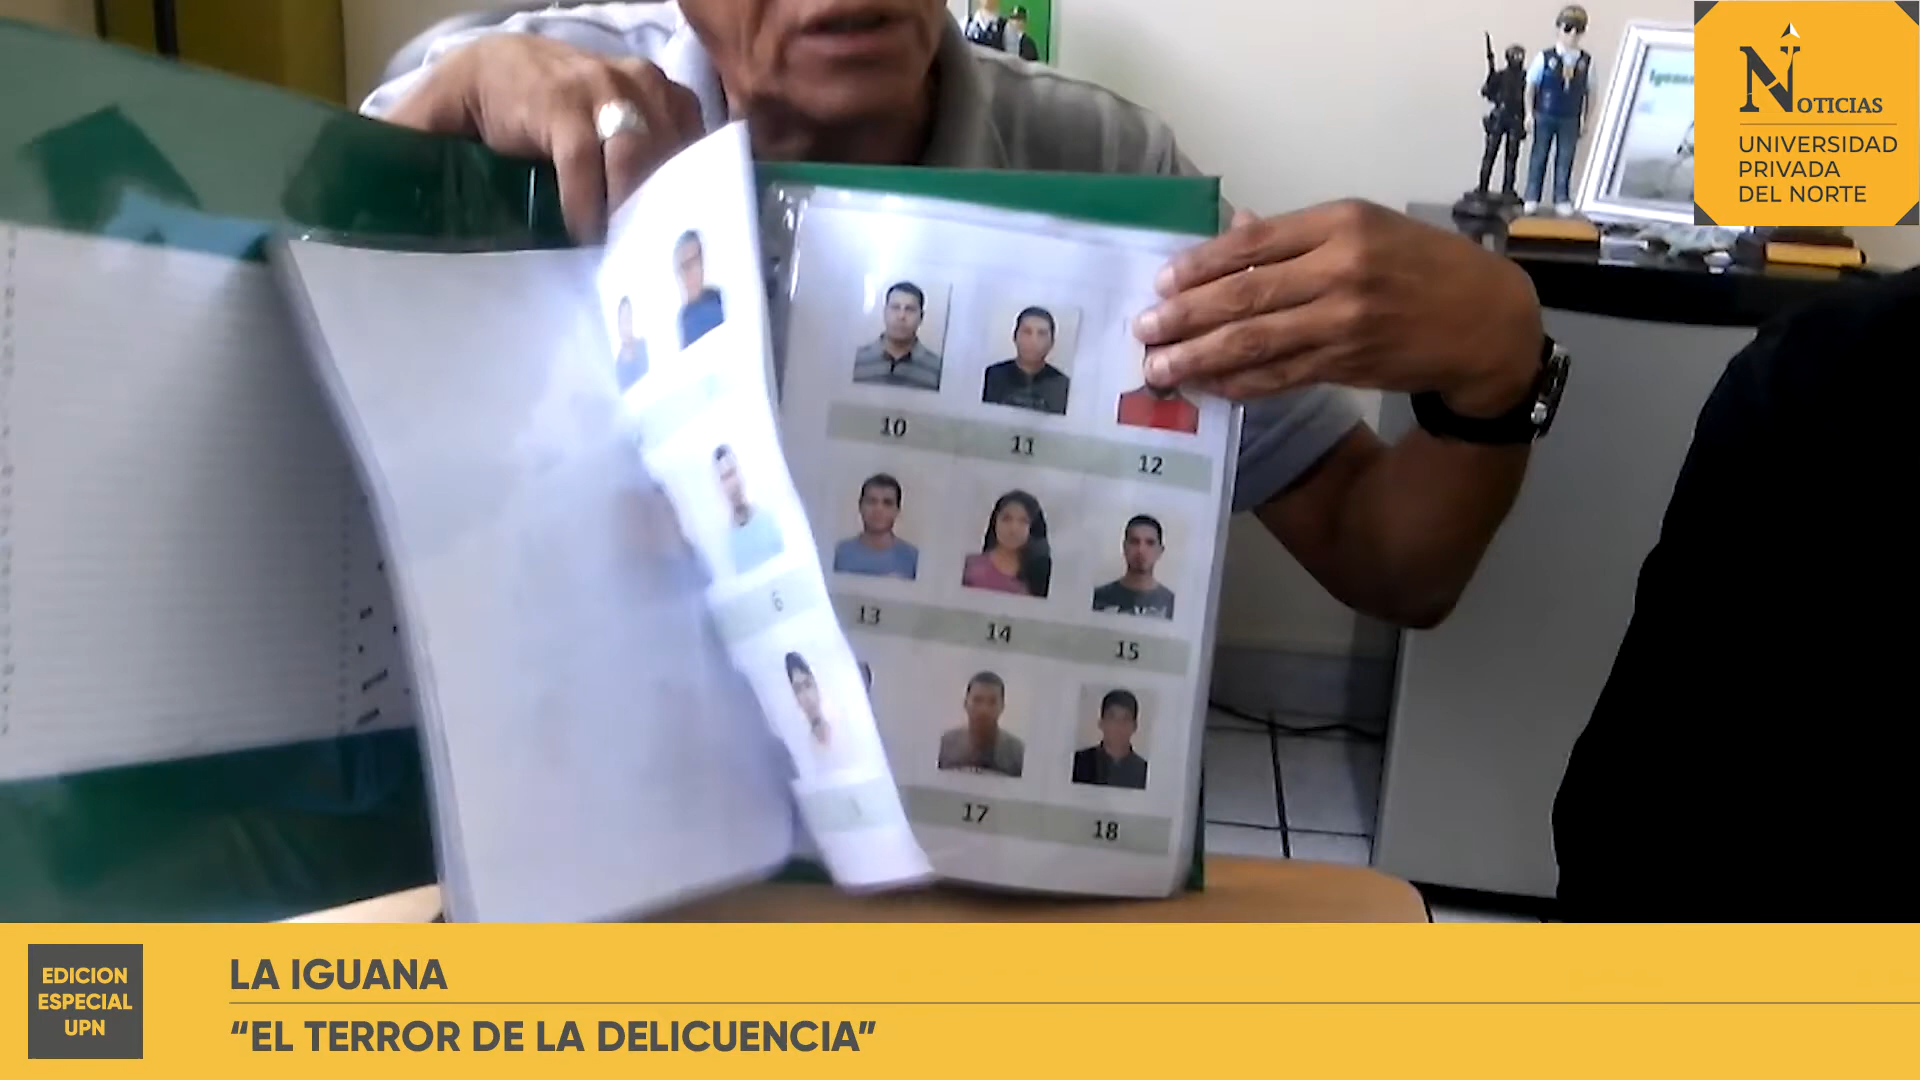 NOTICIAS
UNIVERSIDAD
PRIVADA
DEL NORTE
10
11
12
13
14
15
6
17
18
EDICION
ESPECIAL
UPN
LA IGUANA
“EL TERROR DE LA DELICUENCIA”